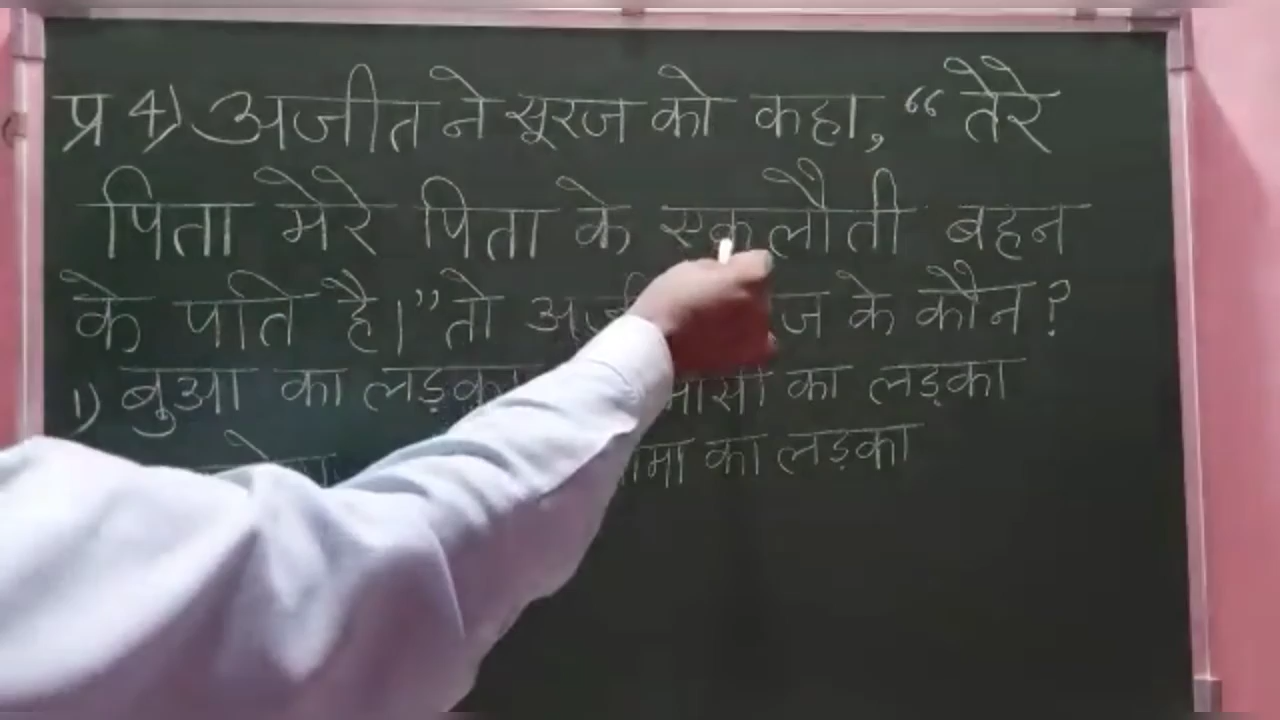 प्र 4) अजीत ने सूरज को कहा, “तेरे
पिता मेरे पिता के एकलौती बहन
के पति है।” तो के कौन ?
1) बुआ का लड़का का लड़का
का लड़का